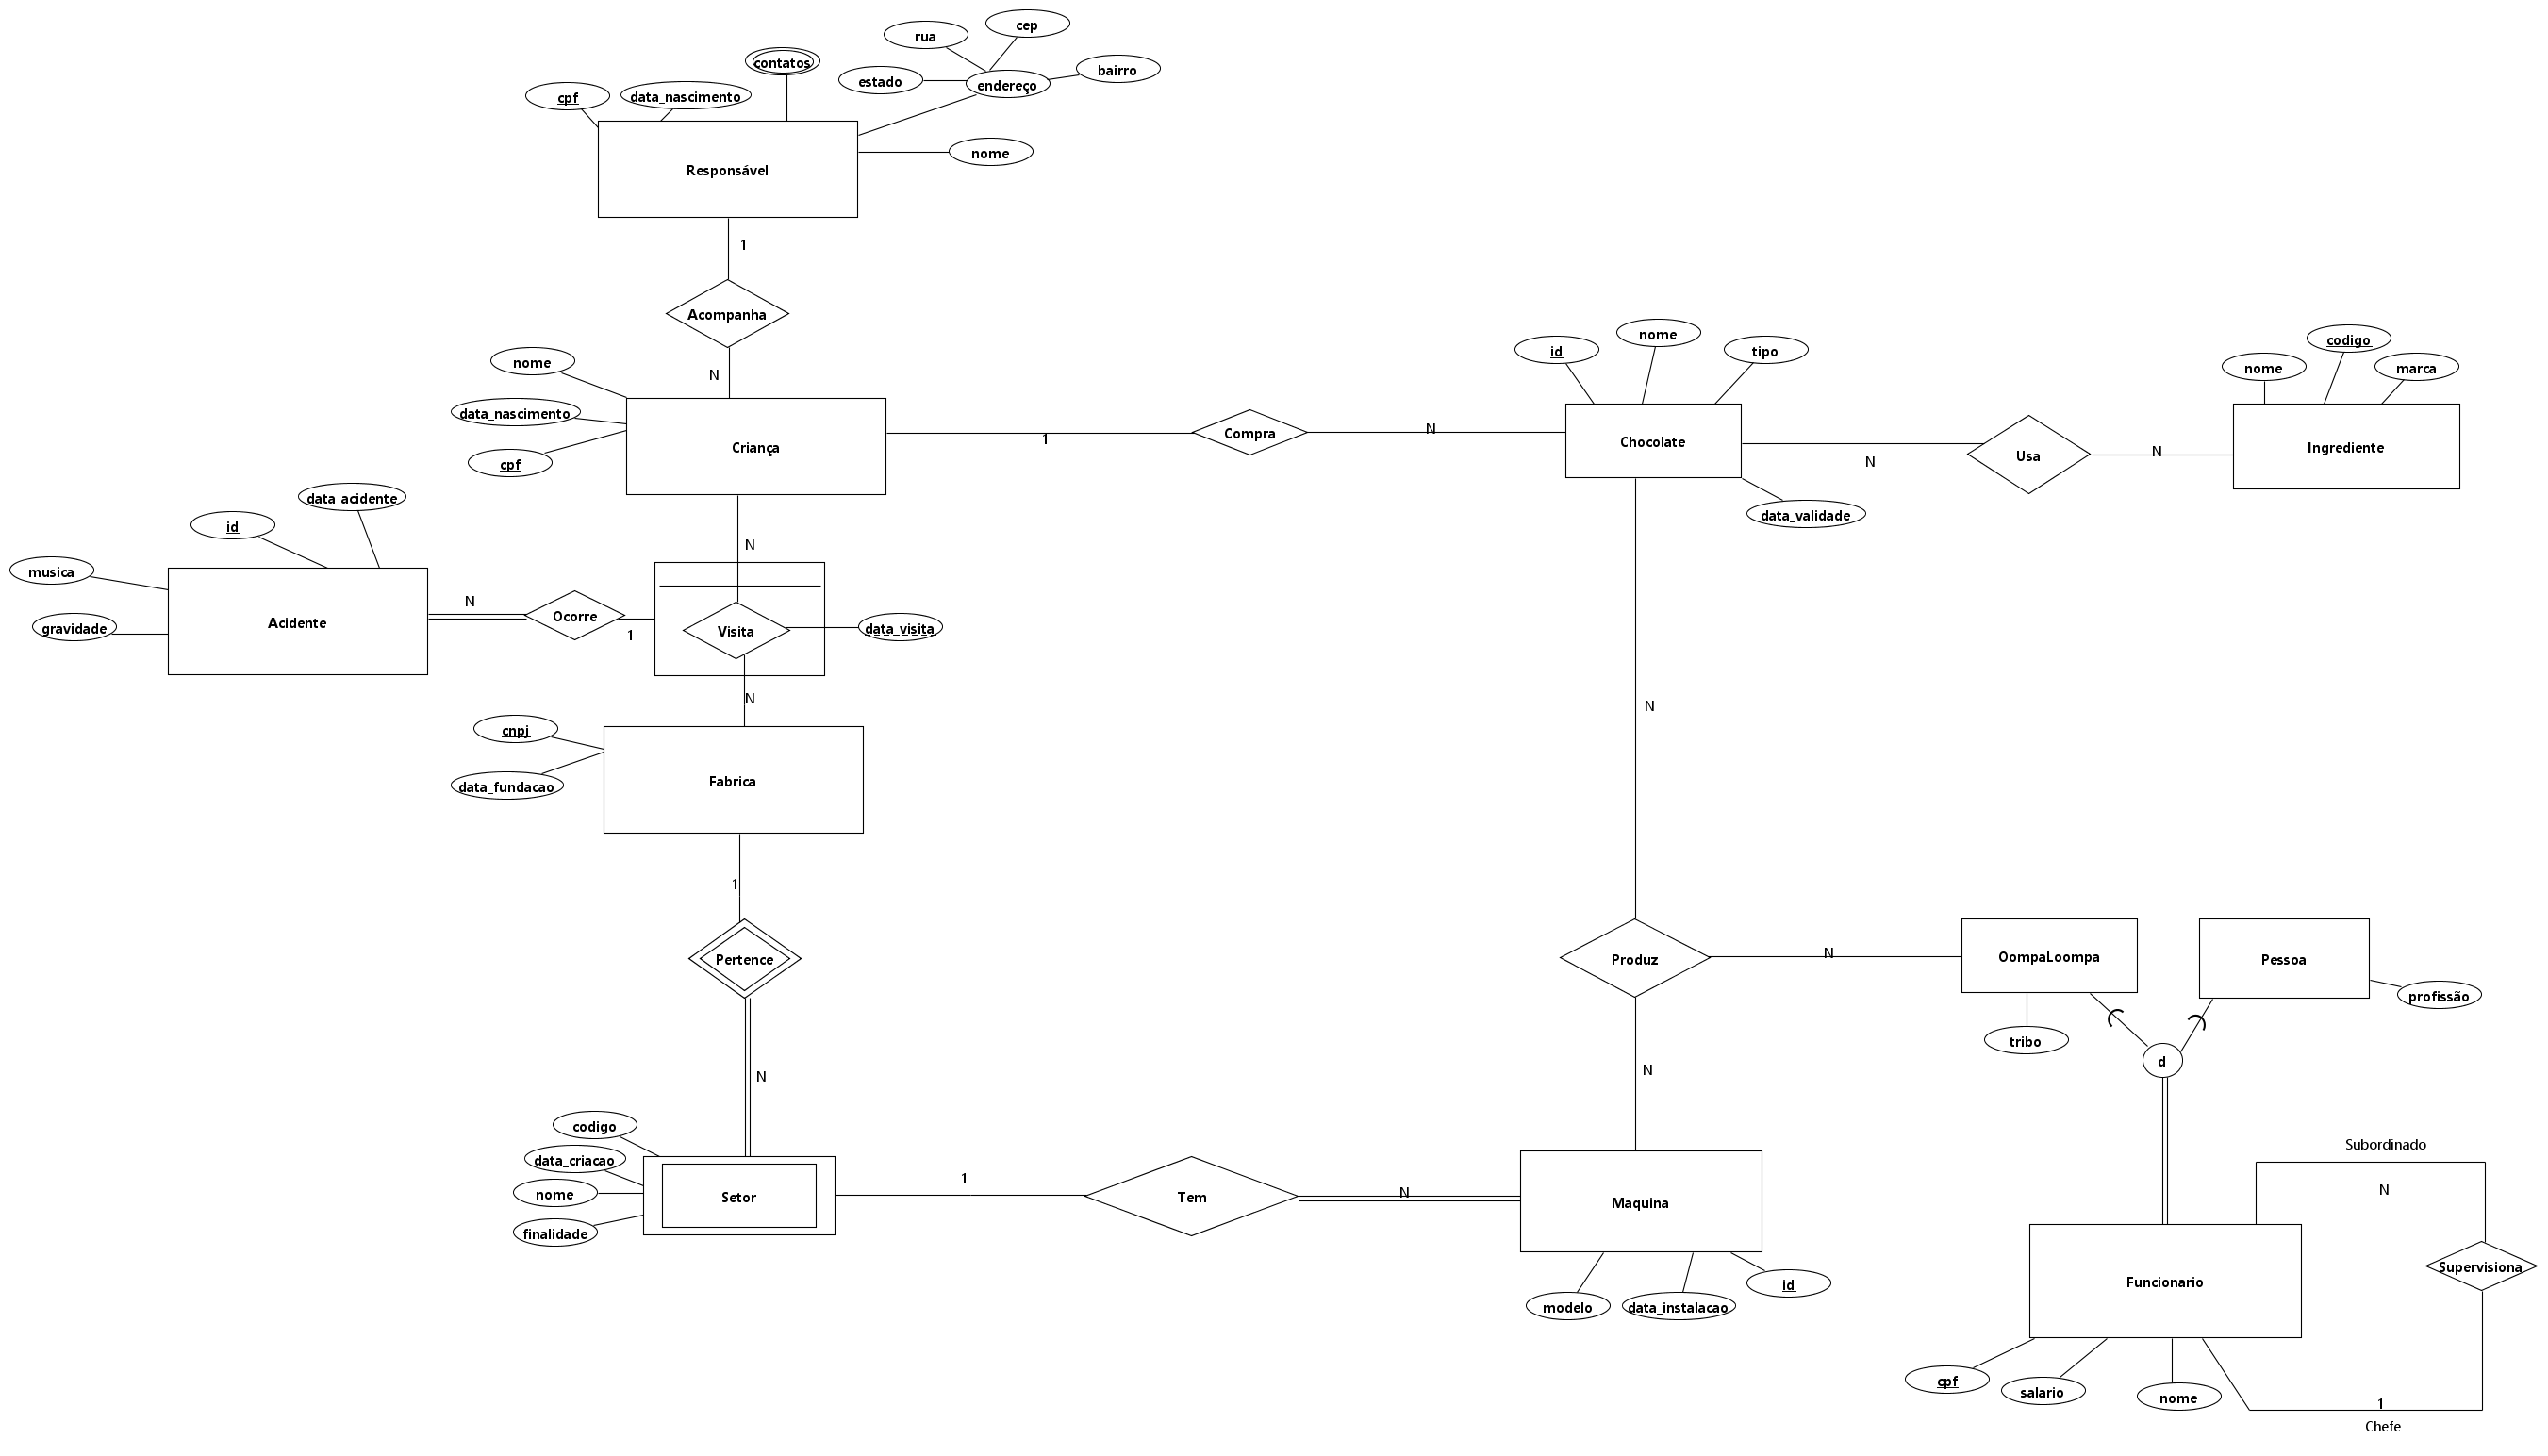 cep
rua
contatos
bairro
estado
endereço
cpf
data_nascimento
nome
Responsável
1
Acompanha
N
nome
data_nascimento
cpf
Criança
1
Compra
N
id
nome
tipo
Chocolate
data_validade
N
Usa
N
nome
codigo
marca
Ingrediente
data_acidente
id
musica
gravidade
Acidente
N
Ocorre
1
N
Visita
data_visita
N
cnpj
data_fundacao
Fabrica
1
Pertence
N
codigo
data_criacao
nome
finalidade
Setor
1
Tem
N
N
Produz
N
N
Maquina
modelo
data_instalacao
id
OompaLoompa
tribo
Pessoa
profissão
d
Subordinado
N
Supervisiona
Funcionario
cpf
salario
nome
1
Chefe